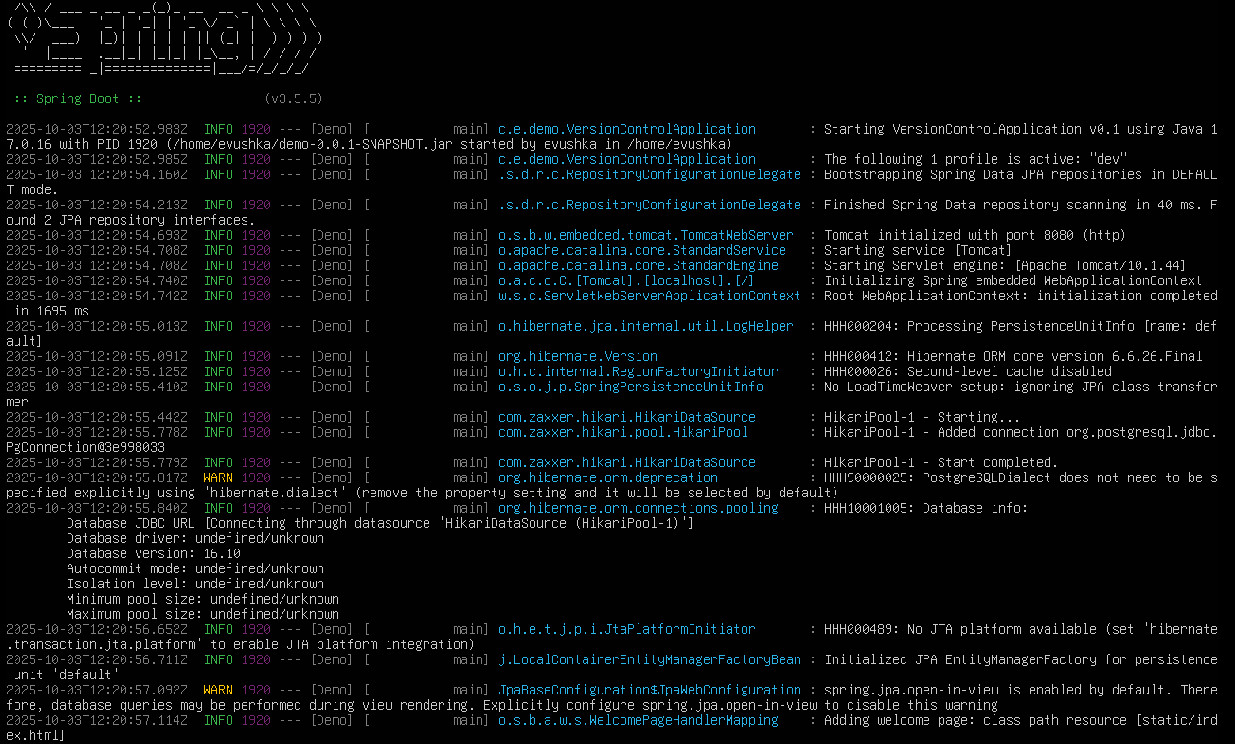 :: Spring Boot ::                (v3.5.5)
2025-10-03T12:20:52.983Z  INFO 1920 --- [Demo] [           main] c.e.demo.VersionControlApplication       : Starting VersionControlApplication v0.1 using Java 1
7.0.16 with PID 1920 (/home/evushka/demo-0.0.1-SNAPSHOT.jar started by evushka in /home/evushka)
2025-10-03T12:20:52.985Z  INFO 1920 --- [Demo] [           main] c.e.demo.VersionControlApplication       : The following 1 profile is active: "dev"
2025-10-03T12:20:54.160Z  INFO 1920 --- [Demo] [           main] .s.d.r.c.RepositoryConfigurationDelegate : Bootstrapping Spring Data JPA repositories in DEFAUL
T mode.
2025-10-03T12:20:54.213Z  INFO 1920 --- [Demo] [           main] .s.d.r.c.RepositoryConfigurationDelegate : Finished Spring Data repository scanning in 40 ms. F
ound 2 JPA repository interfaces.
2025-10-03T12:20:54.693Z  INFO 1920 --- [Demo] [           main] o.s.b.w.embedded.tomcat.TomcatWebServer  : Tomcat initialized with port 8080 (http)
2025-10-03T12:20:54.708Z  INFO 1920 --- [Demo] [           main] o.apache.catalina.core.StandardService   : Starting service [Tomcat]
2025-10-03T12:20:54.708Z  INFO 1920 --- [Demo] [           main] o.apache.catalina.core.StandardEngine    : Starting Servlet engine: [Apache Tomcat/10.1.44]
2025-10-03T12:20:54.740Z  INFO 1920 --- [Demo] [           main] o.a.c.c.C.[Tomcat].[localhost].[/]       : Initializing Spring embedded WebApplicationContext
2025-10-03T12:20:54.742Z  INFO 1920 --- [Demo] [           main] w.s.c.ServletWebServerApplicationContext : Root WebApplicationContext: initialization completed
 in 1695 ms
2025-10-03T12:20:55.013Z  INFO 1920 --- [Demo] [           main] o.hibernate.jpa.internal.util.LogHelper  : HHH000204: Processing PersistenceUnitInfo [name: def
ault]
2025-10-03T12:20:55.091Z  INFO 1920 --- [Demo] [           main] org.hibernate.Version                    : HHH000412: Hibernate ORM core version 6.6.26.Final
2025-10-03T12:20:55.125Z  INFO 1920 --- [Demo] [           main] o.h.c.internal.RegionFactoryInitiator    : HHH000026: Second-level cache disabled
2025-10-03T12:20:55.410Z  INFO 1920 --- [Demo] [           main] o.s.o.j.p.SpringPersistenceUnitInfo      : No LoadTimeWeaver setup: ignoring JPA class transfor
mer
2025-10-03T12:20:55.442Z  INFO 1920 --- [Demo] [           main] com.zaxxer.hikari.HikariDataSource       : HikariPool-1 - Starting...
2025-10-03T12:20:55.778Z  INFO 1920 --- [Demo] [           main] com.zaxxer.hikari.pool.HikariPool        : HikariPool-1 - Added connection org.postgresql.jdbc.
PgConnection@3e998033
2025-10-03T12:20:55.779Z  INFO 1920 --- [Demo] [           main] com.zaxxer.hikari.HikariDataSource       : HikariPool-1 - Start completed.
2025-10-03T12:20:55.817Z  WARN 1920 --- [Demo] [           main] org.hibernate.orm.deprecation            : HHH90000025: PostgreSQLDialect does not need to be s
pecified explicitly using 'hibernate.dialect' (remove the property setting and it will be selected by default)
2025-10-03T12:20:55.840Z  INFO 1920 --- [Demo] [           main] org.hibernate.orm.connections.pooling    : HHH10001005: Database info:
        Database JDBC URL [Connecting through datasource 'HikariDataSource (HikariPool-1)']
        Database driver: undefined/unknown
        Database version: 16.10
        Autocommit mode: undefined/unknown
        Isolation level: undefined/unknown
        Minimum pool size: undefined/unknown
        Maximum pool size: undefined/unknown
2025-10-03T12:20:56.652Z  INFO 1920 --- [Demo] [           main] o.h.e.t.j.p.i.JtaPlatformInitiator       : HHH000489: No JTA platform available (set 'hibernate
.transaction.jta.platform' to enable JTA platform integration)
2025-10-03T12:20:56.711Z  INFO 1920 --- [Demo] [           main] j.LocalContainerEntityManagerFactoryBean : Initialized JPA EntityManagerFactory for persistence
 unit 'default'
2025-10-03T12:20:57.092Z  WARN 1920 --- [Demo] [           main] JpaBaseConfiguration$JpaWebConfiguration : spring.jpa.open-in-view is enabled by default. There
fore, database queries may be performed during view rendering. Explicitly configure spring.jpa.open-in-view to disable this warning
2025-10-03T12:20:57.114Z  INFO 1920 --- [Demo] [           main] o.s.b.a.w.s.WelcomePageHandlerMapping    : Adding welcome page: class path resource [static/ind
ex.html]